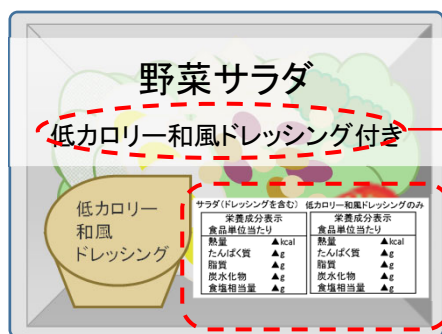 野菜サラダ
低カロリー和風ドレッシング付き
低カロリー
和風
ドレッシング
サラダ(ドレッシングを含む)
栄養成分表示
食品単位当たり
熱量 ▲kcal
たんぱく質 ▲g
脂質 ▲g
炭水化物 ▲g
食塩相当量 ▲g
低カロリー和風ドレッシングのみ
栄養成分表示
食品単位当たり
熱量 ▲kcal
たんぱく質 ▲g
脂質 ▲g
炭水化物 ▲g
食塩相当量 ▲g